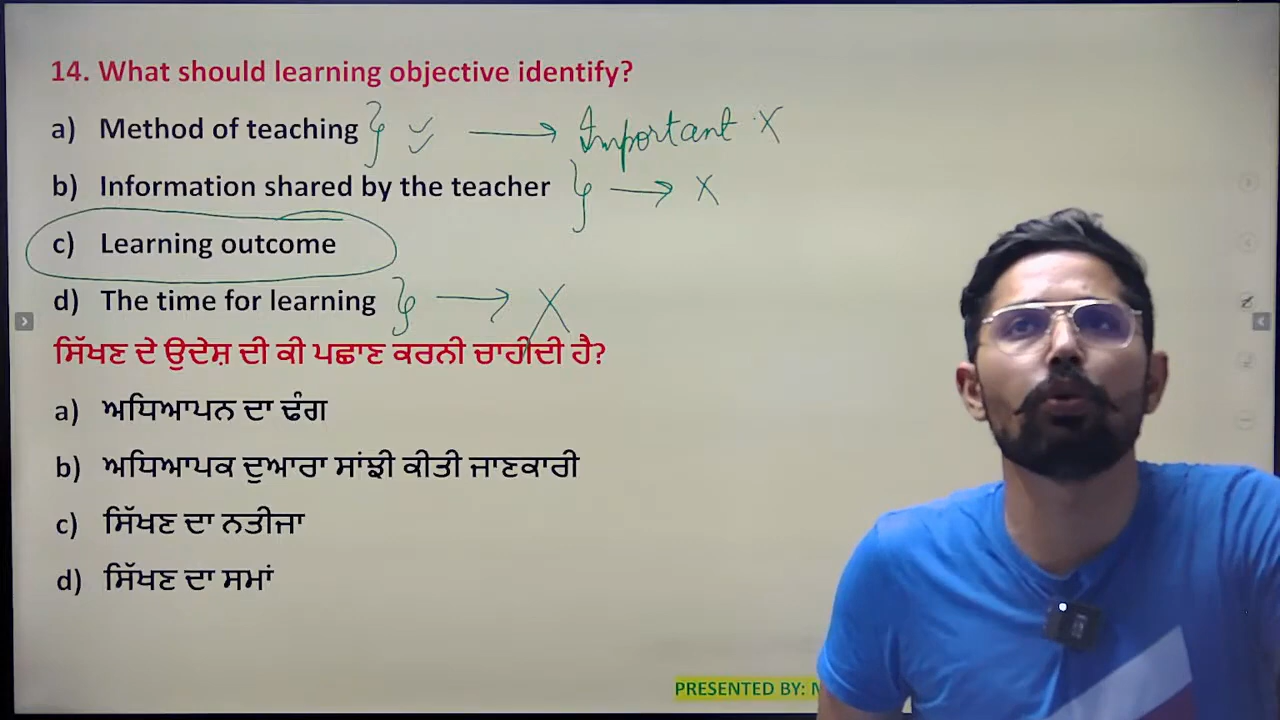 14. What should learning objective identify?
a) Method of teaching Important X
b) Information shared by the teacher X
c) Learning outcome
d) The time for learning X
ਸਿੱਖਣ ਦੇ ਉਦੇਸ਼ ਦੀ ਕੀ ਪਛਾਣ ਕਰਨੀ ਚਾਹੀਦੀ ਹੈ?
a) ਅਧਿਆਪਨ ਦਾ ਢੰਗ
b) ਅਧਿਆਪਕ ਦੁਆਰਾ ਸਾਂਝੀ ਕੀਤੀ ਜਾਣਕਾਰੀ
c) ਸਿੱਖਣ ਦਾ ਨਤੀਜਾ
d) ਸਿੱਖਣ ਦਾ ਸਮਾਂ
PRESENTED BY: